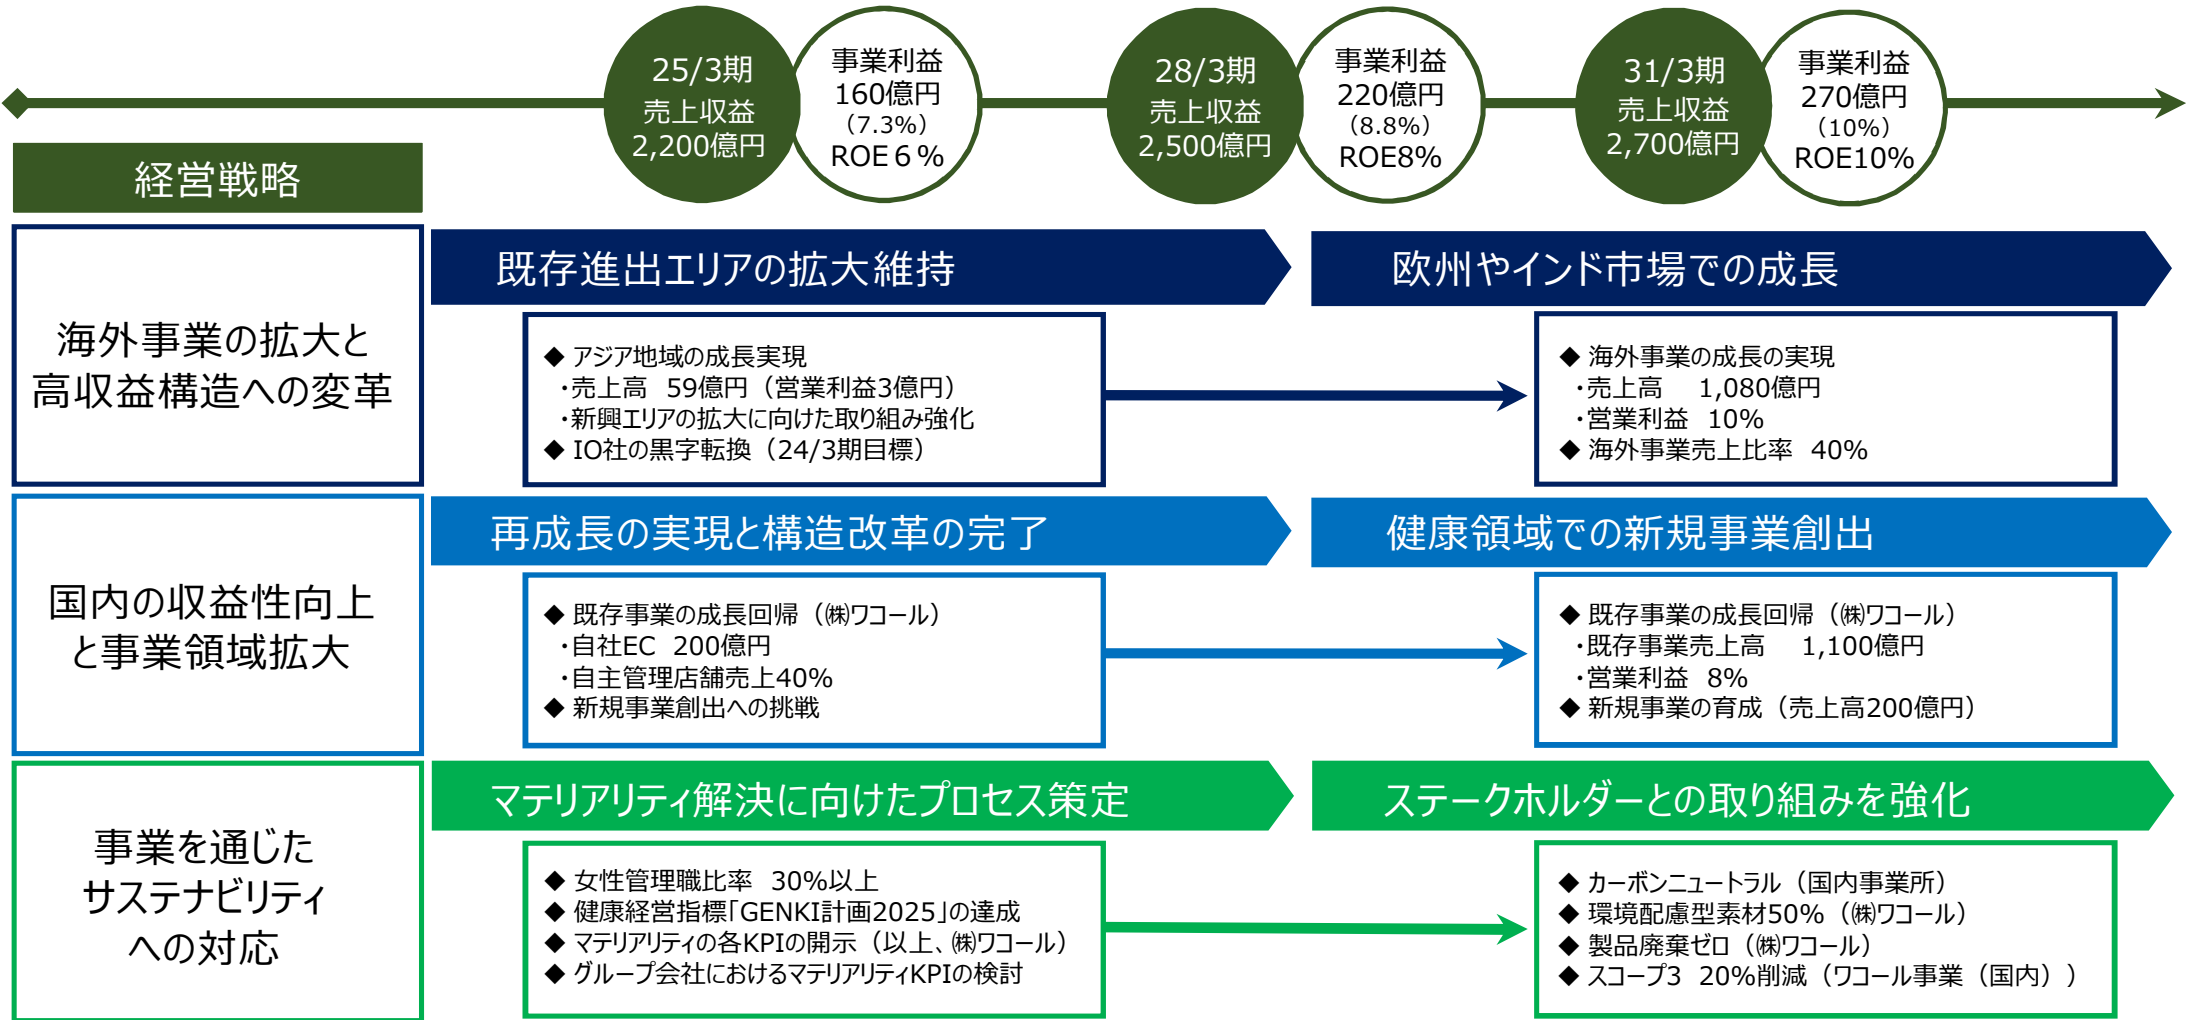 25/3期
売上収益
2,200億円
事業利益
160億円
（7.3%）
ROE６%
28/3期
売上収益
2,500億円
事業利益
220億円
（8.8%）
ROE8%
31/3期
売上収益
2,700億円
事業利益
270億円
（10%）
ROE10%
経営戦略
海外事業の拡大と
高収益構造への変革
既存進出エリアの拡大維持
◆ アジア地域の成長実現
・売上高 59億円（営業利益3億円）
・新興エリアの拡大に向けた取り組み強化
◆ IO社の黒字転換（24/3期目標）
欧州やインド市場での成長
◆ 海外事業の成長の実現
・売上高 1,080億円
・営業利益 10%
◆ 海外事業売上比率 40%
国内の収益性向上
と事業領域拡大
再成長の実現と構造改革の完了
◆ 既存事業の成長回帰（㈱ワコール）
・自社EC 200億円
・自主管理店舗売上40%
◆ 新規事業創出への挑戦
健康領域での新規事業創出
◆ 既存事業の成長回帰（㈱ワコール）
・既存事業売上高 1,100億円
・営業利益 8%
◆ 新規事業の育成（売上高200億円）
事業を通じた
サステナビリティ
への対応
マテリアリティ解決に向けたプロセス策定
◆ 女性管理職比率 30%以上
◆ 健康経営指標「GENKI計画2025」の達成
◆ マテリアリティの各KPIの開示（以上、㈱ワコール）
◆ グループ会社におけるマテリアリティKPIの検討
ステークホルダーとの取り組みを強化
◆ カーボンニュートラル（国内事業所）
◆ 環境配慮型素材50%（㈱ワコール）
◆ 製品廃棄ゼロ（㈱ワコール）
◆ スコープ3 20%削減（ワコール事業（国内））